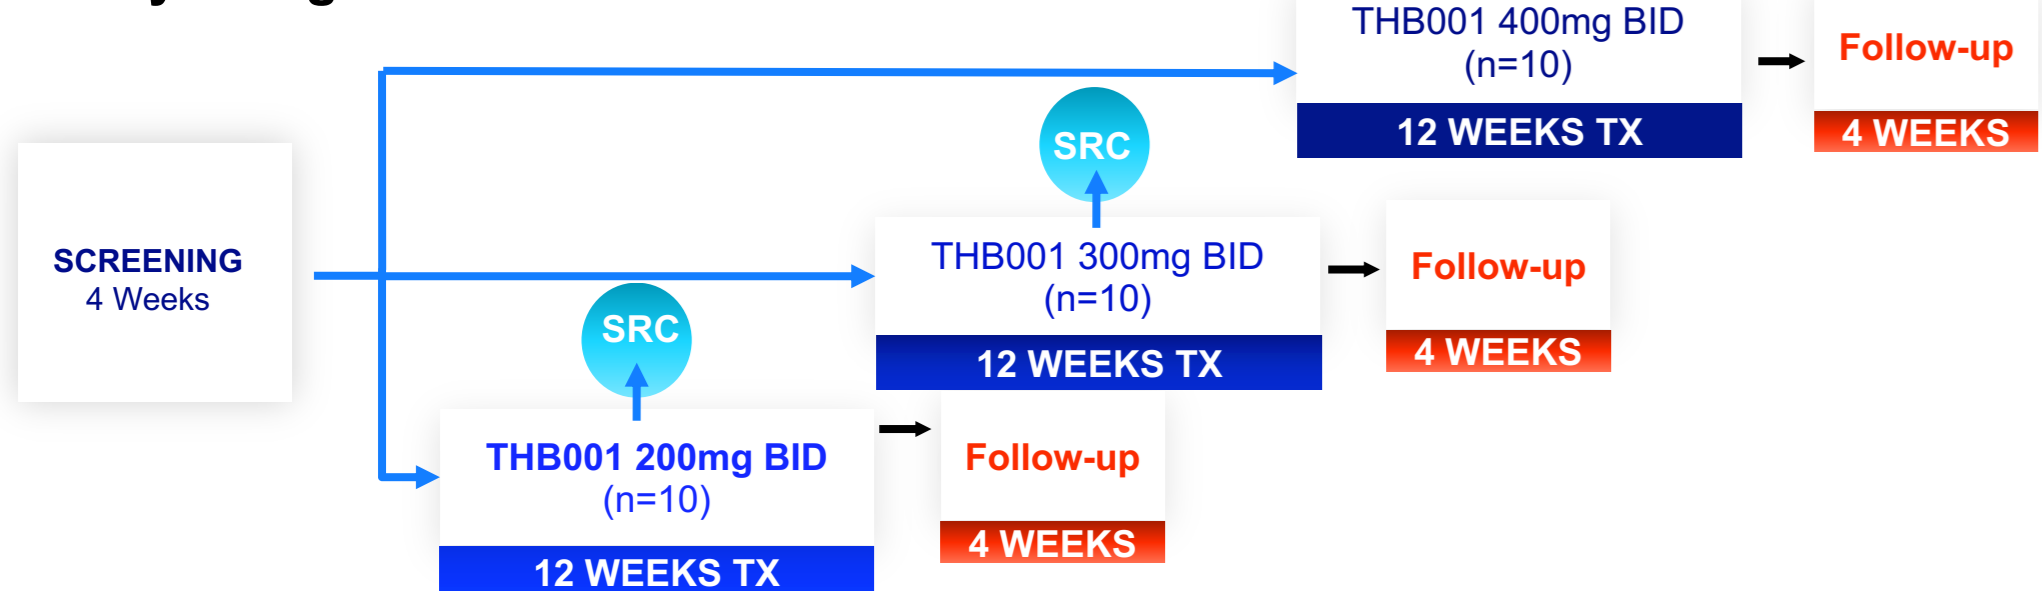 THB001 400mg BID
(n=10)
12 WEEKS TX
Follow-up
4 WEEKS
SRC
SCREENING
4 Weeks
THB001 300mg BID
(n=10)
12 WEEKS TX
Follow-up
4 WEEKS
SRC
THB001 200mg BID
(n=10)
12 WEEKS TX
Follow-up
4 WEEKS